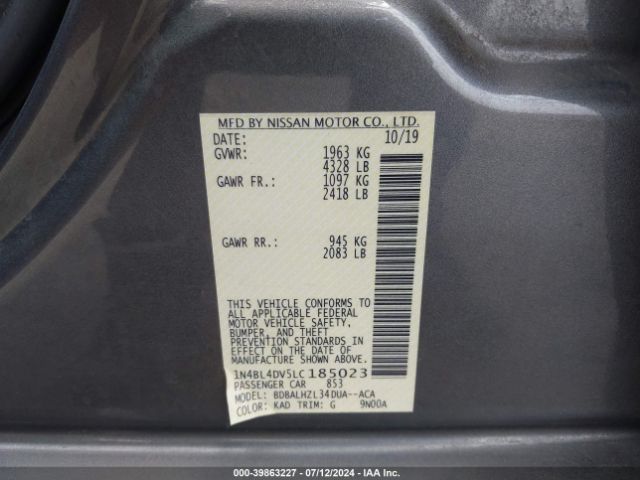 MFD BY NISSAN MOTOR CO., LTD.
DATE: 10/19
GVWR: 1963 KG
4328 LB
GAWR FR.: 1097 KG
2418 LB
GAWR RR.: 945 KG
2083 LB
THIS VEHICLE CONFORMS TO
ALL APPLICABLE FEDERAL
MOTOR VEHICLE SAFETY,
BUMPER, AND THEFT
PREVENTION STANDARDS IN
EFFECT ON THE DATE OF
MANUFACTURE SHOWN ABOVE.
1N4BL4DV5LC185023
PASSENGER CAR 853
MODEL: BDBALHZL34DUA--ACA
COLOR: KAD TRIM: G 9N00A
000-39863227 - 07/12/2024 - IAA Inc.